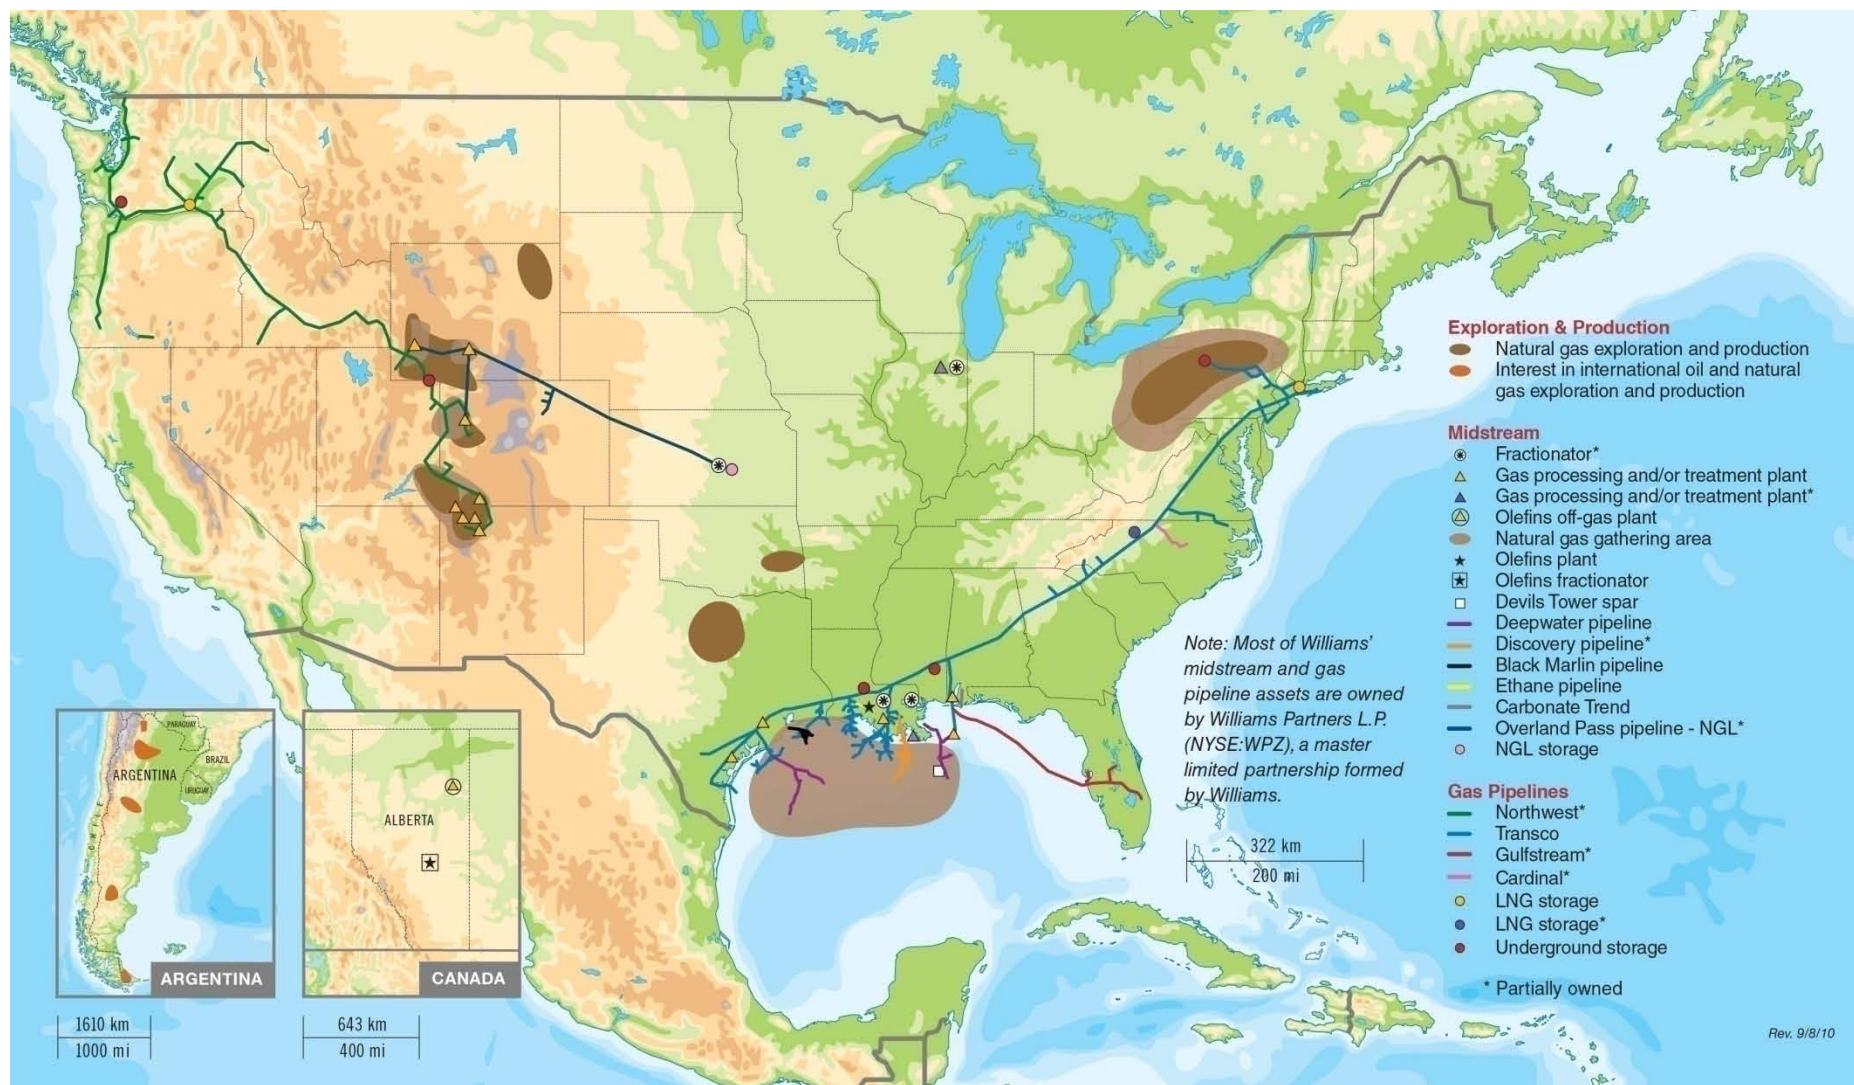 Exploration & Production
Natural gas exploration and production
Interest in international oil and natural
gas exploration and production
Midstream
Fractionator*
Gas processing and/or treatment plant
Gas processing and/or treatment plant*
Olefins off-gas plant
Natural gas gathering area
Olefins plant
Olefins fractionator
Devils Tower spar
Deepwater pipeline
Discovery pipeline*
Black Marlin pipeline
Ethane pipeline
Carbonate Trend
Overland Pass pipeline - NGL*
NGL storage
Gas Pipelines
Northwest*
Transco
Gulfstream*
Cardinal*
LNG storage
LNG storage*
Underground storage
* Partially owned
Rev. 9/8/10
Note: Most of Williams'
midstream and gas
pipeline assets are owned
by Williams Partners L.P.
(NYSE:WPZ), a master
limited partnership formed
by Williams.
322 km
200 mi
PARAGUAY
BRAZIL
ARGENTINA
URUGUAY
CHILE
ARGENTINA
1610 km
1000 mi
ALBERTA
CANADA
643 km
400 mi